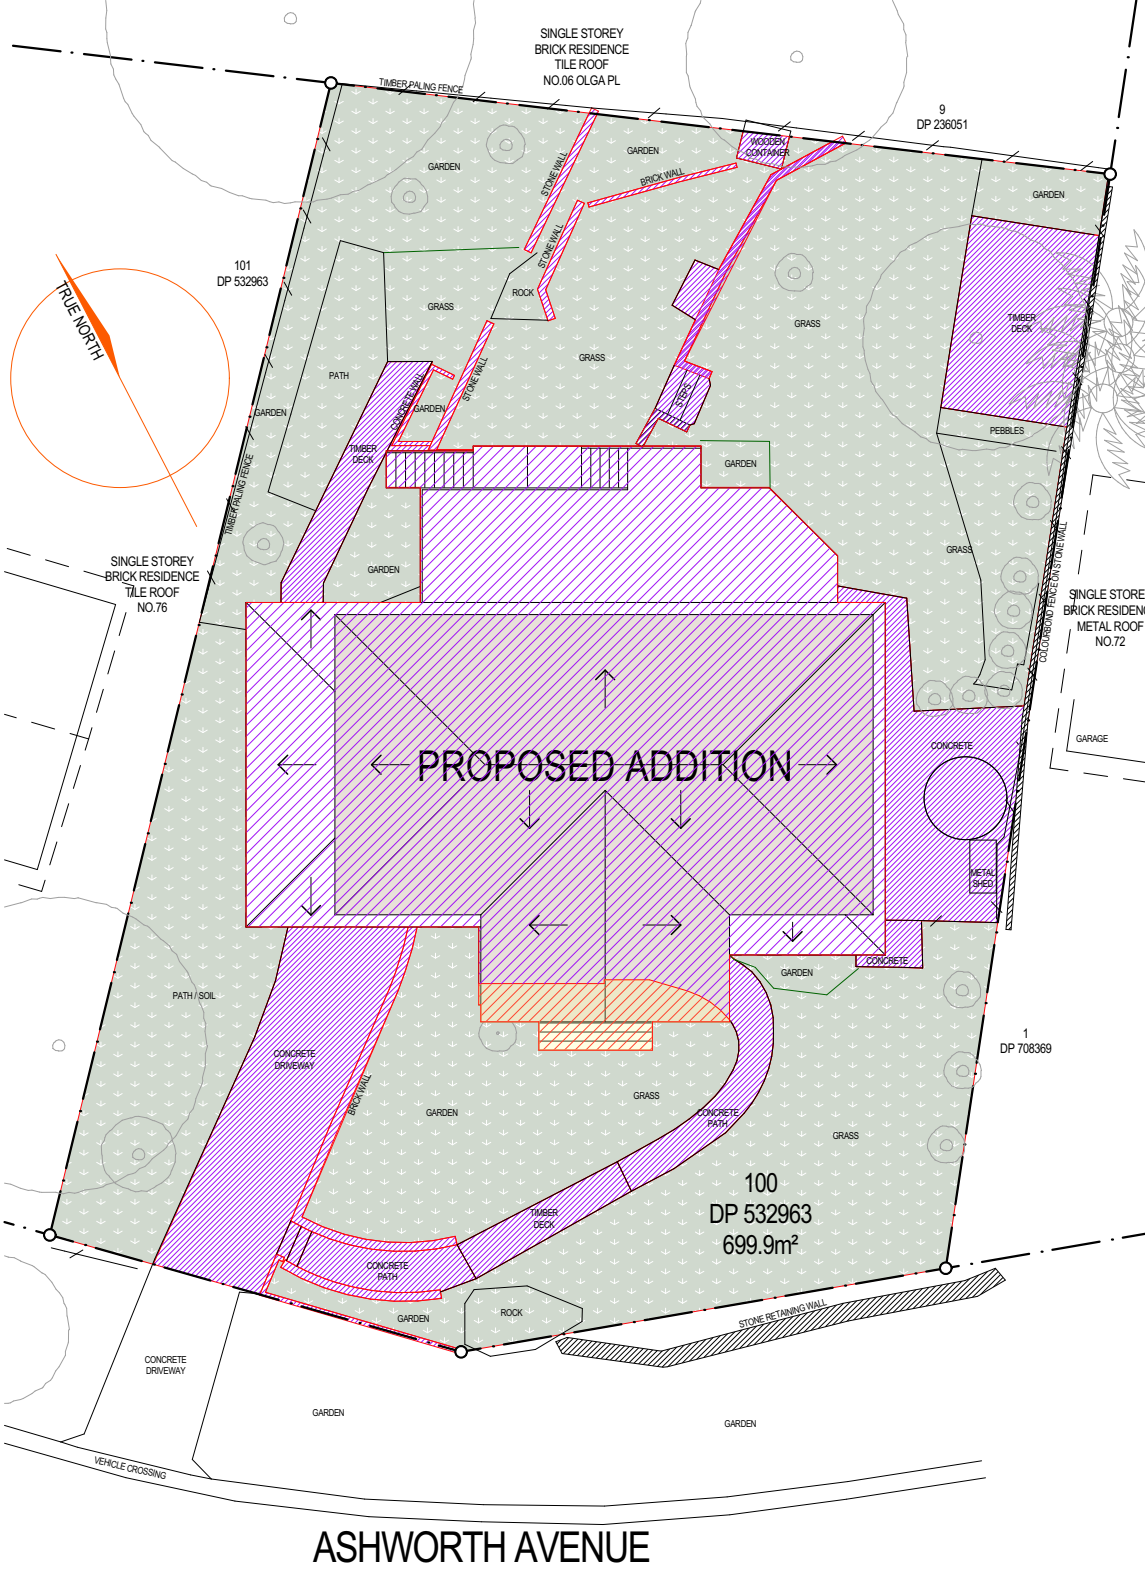 SINGLE STOREY
BRICK RESIDENCE
TILE ROOF
NO.06 OLGA PL
TIMBER PALING FENCE
9
DP 236051
WOODEN
CONTAINER
GARDEN
GARDEN
STONE WALL
BRICK WALL
GARDEN
STONE WALL
101
DP 532963
TRUE NORTH
ROCK
GRASS
GRASS
TIMBER
DECK
GRASS
PATH
STONE WALL
CONCRETE WALL
GARDEN
GARDEN
STEPS
PEBBLES
TIMBER
DECK
GARDEN
TIMBER PALING FENCE
GRASS
COLOURBOND FENCE ON STONE WALL
SINGLE STOREY
BRICK RESIDENCE
TILE ROOF
NO.76
GARDEN
SINGLE STORE
BRICK RESIDENC
METAL ROOF
NO.72
GARAGE
CONCRETE
PROPOSED ADDITION
METAL
SHED
CONCRETE
GARDEN
PATH / SOIL
CONCRETE
DRIVEWAY
1
DP 708369
BRICK WALL
GARDEN
GRASS
CONCRETE
PATH
GRASS
100
DP 532963
699.9m²
TIMBER
DECK
CONCRETE
PATH
GARDEN
ROCK
STONE RETAINING WALL
CONCRETE
DRIVEWAY
GARDEN
GARDEN
VEHICLE CROSSING
ASHWORTH AVENUE